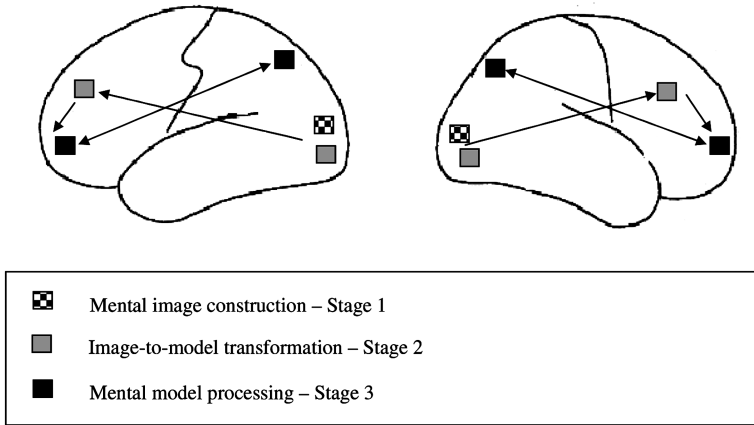 Mental image construction – Stage 1
Image-to-model transformation – Stage 2
Mental model processing – Stage 3